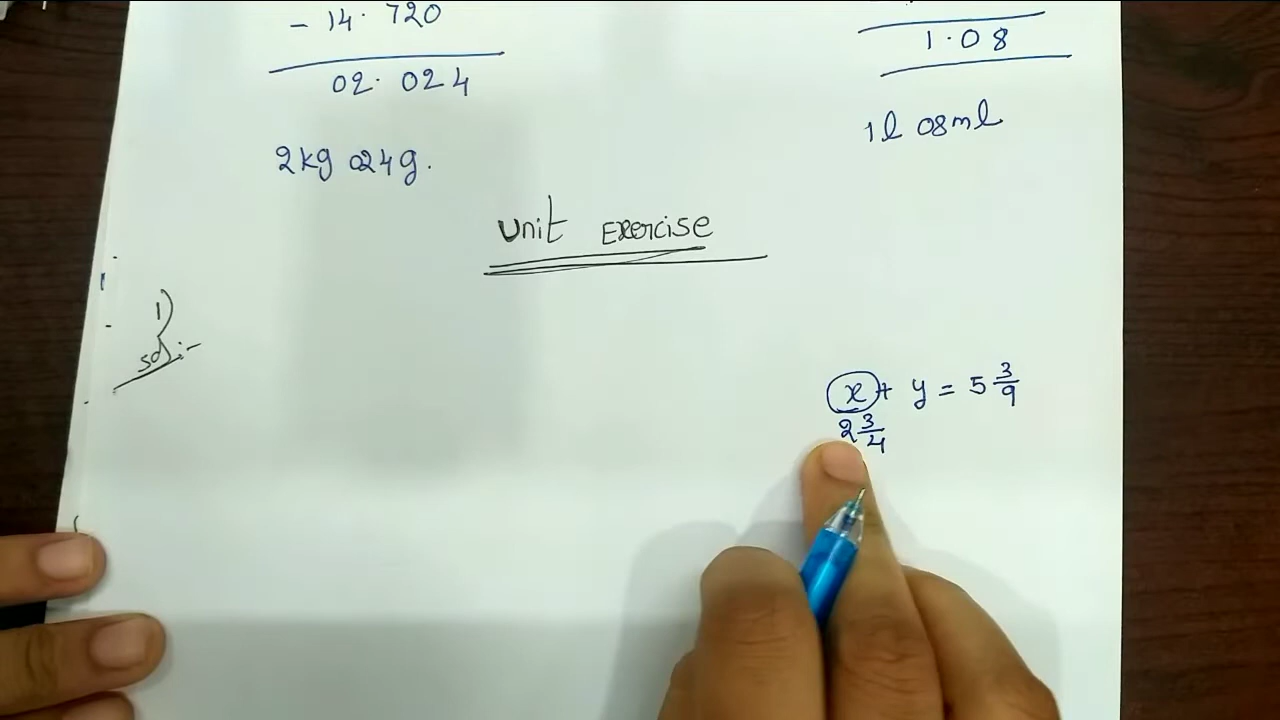 - 14. 720
02. 024
2kg 024g.
1.08
1l 08ml
Unit Exercise
1)
sol:-
x + y = 5 3/9
2 3/4